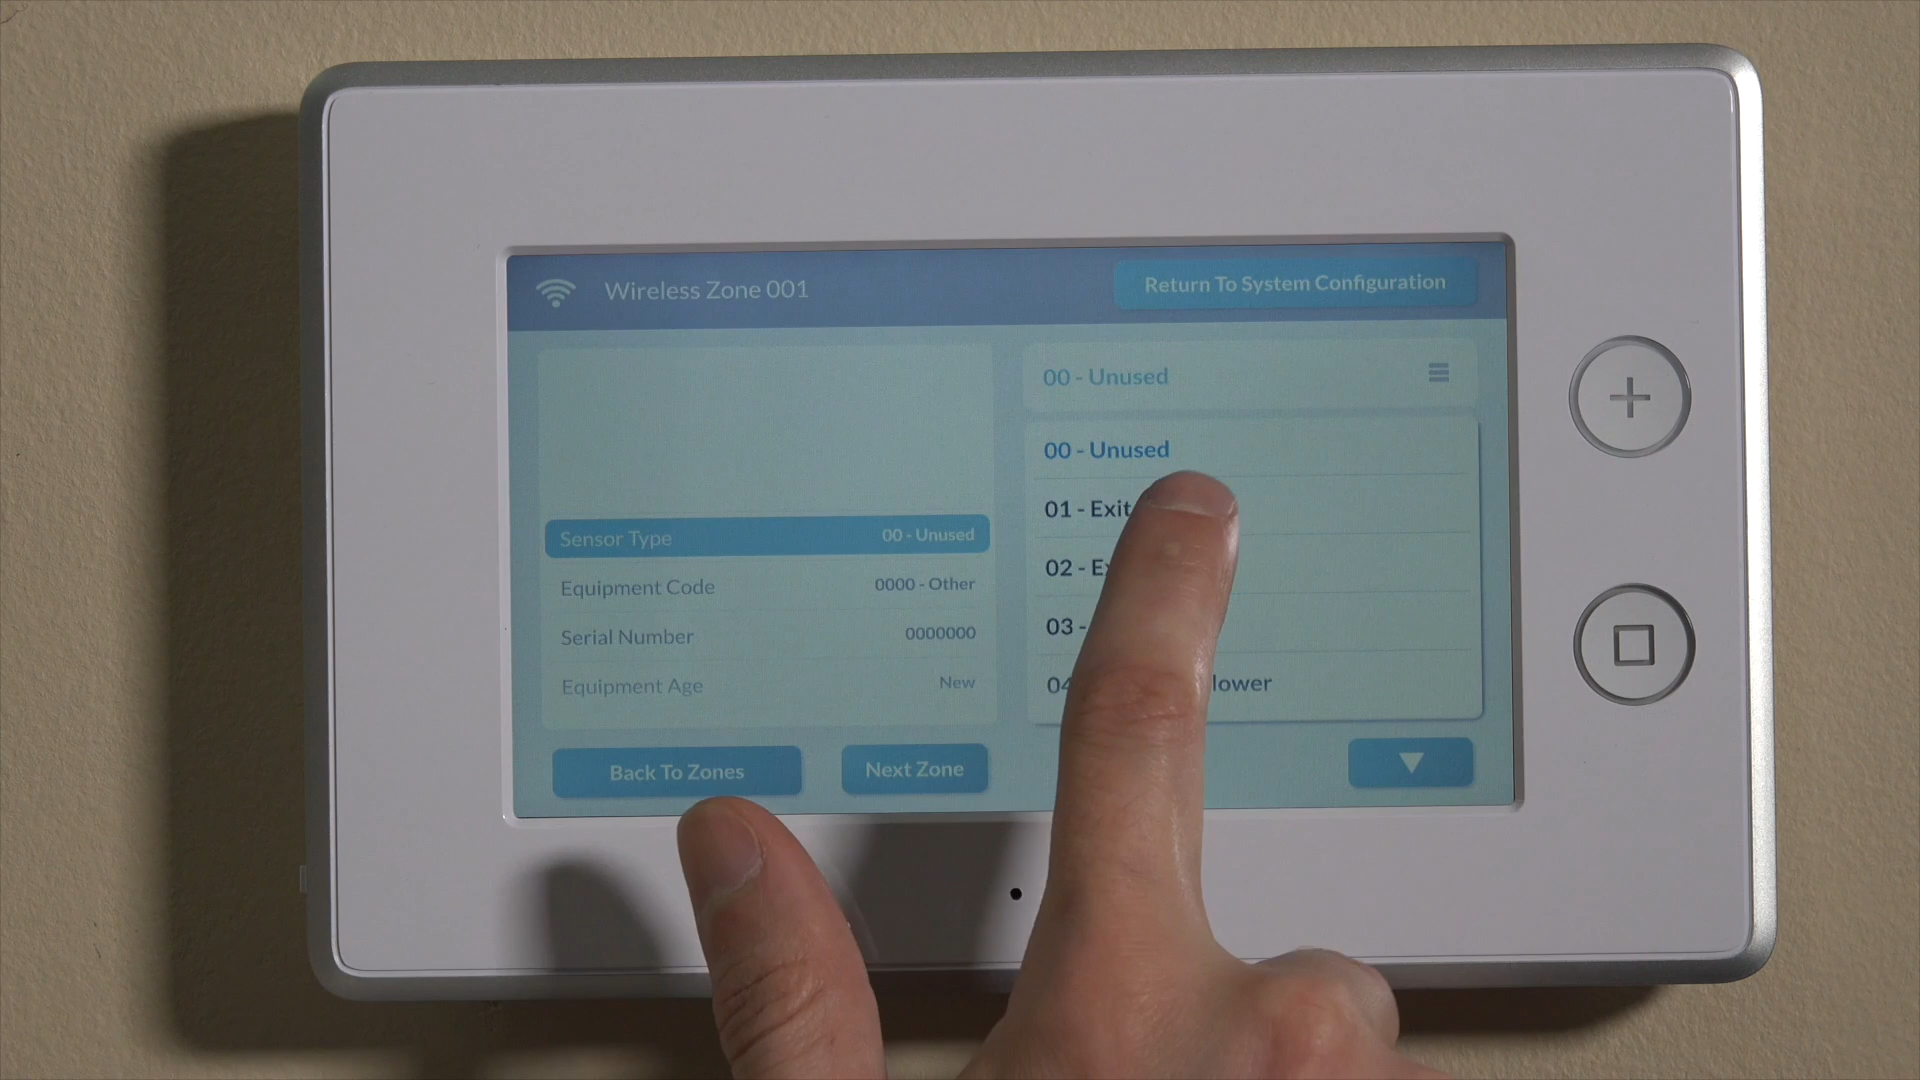 Wireless Zone 001
Return To System Configuration
Sensor Type 00 - Unused
Equipment Code 0000 - Other
Serial Number 0000000
Equipment Age New
Back To Zones
Next Zone
00 - Unused
00 - Unused
01 - Exit
02 -
03 -
04 lower